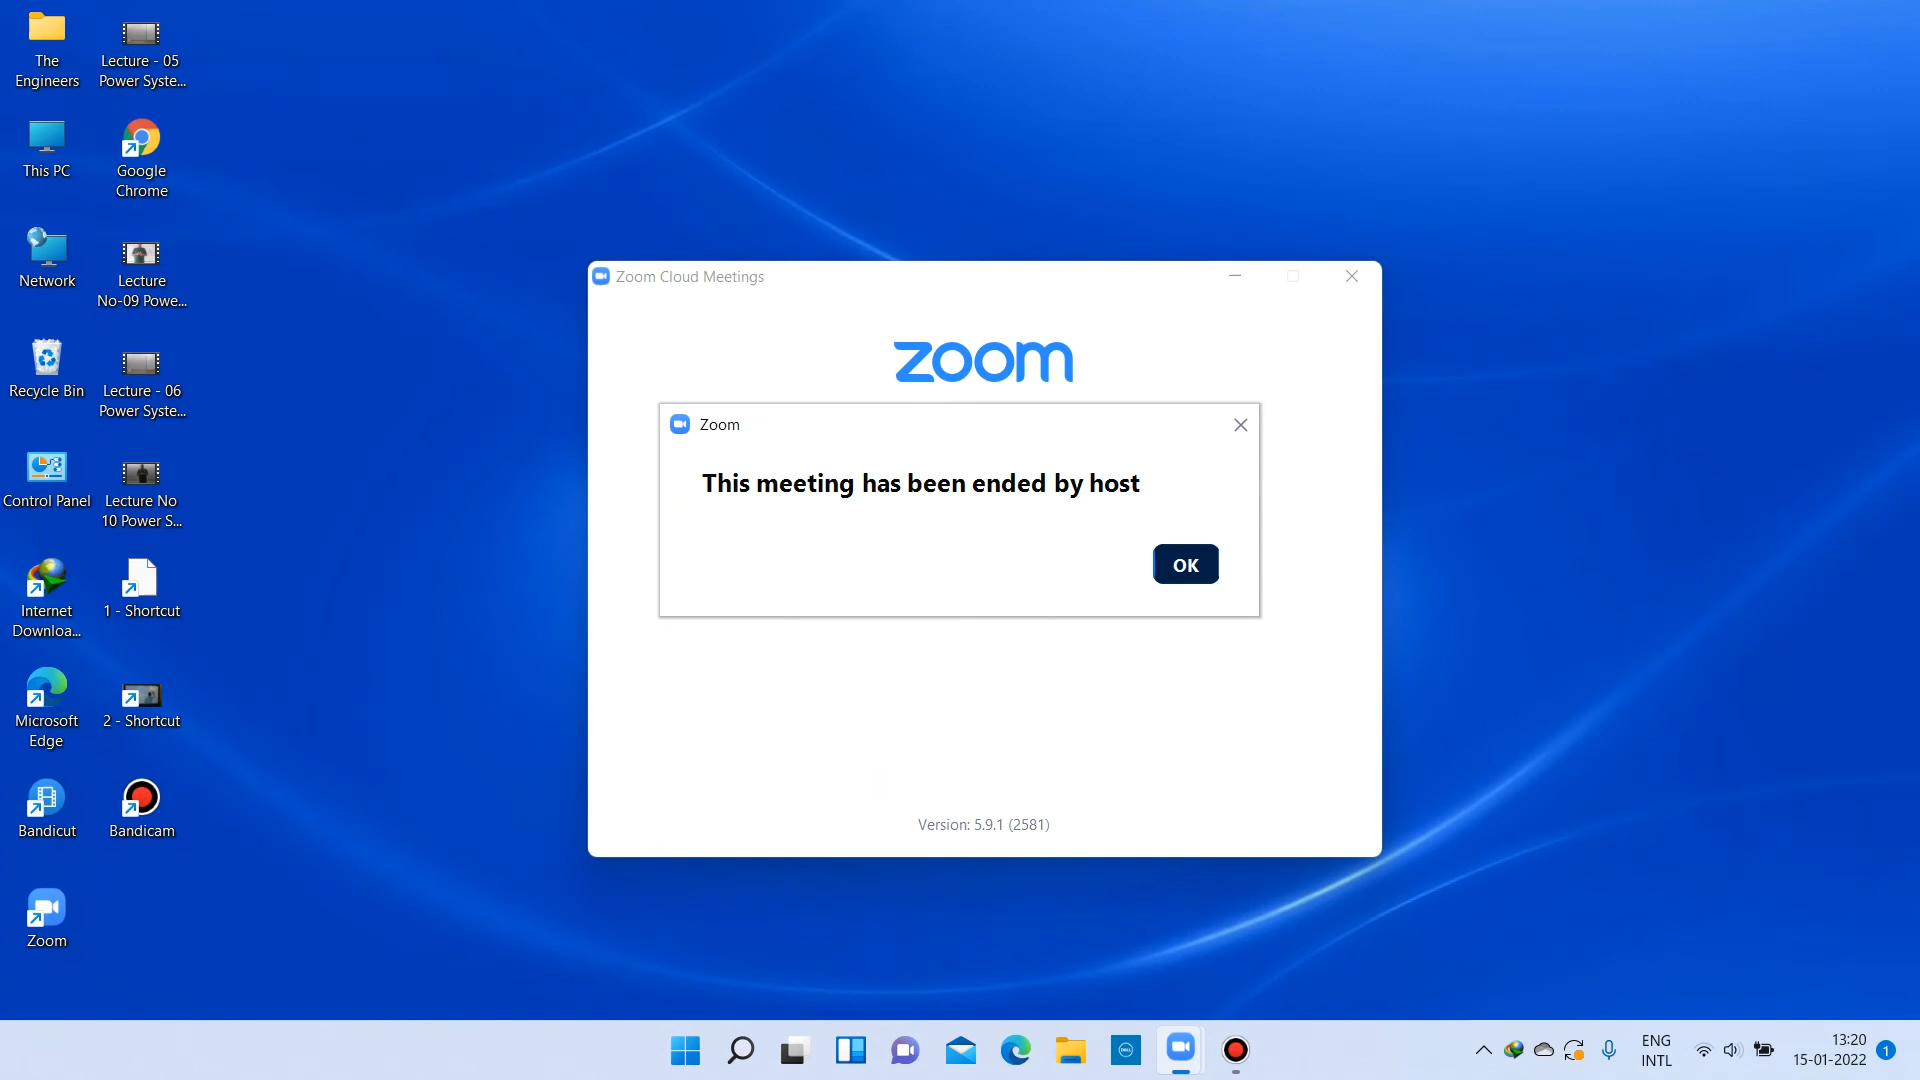 The
Engineers
Lecture - 05
Power Syste...
This PC
Google
Chrome
Network
Lecture
No-09 Powe...
Recycle Bin
Lecture - 06
Power Syste...
Control Panel
Lecture No
10 Power S...
Internet
Downloa...
1 - Shortcut
Microsoft
Edge
2 - Shortcut
Bandicut
Bandicam
Zoom
Zoom Cloud Meetings
zoom
Zoom
This meeting has been ended by host
OK
Version: 5.9.1 (2581)
DELL
ENG
INTL
13:20
15-01-2022
1